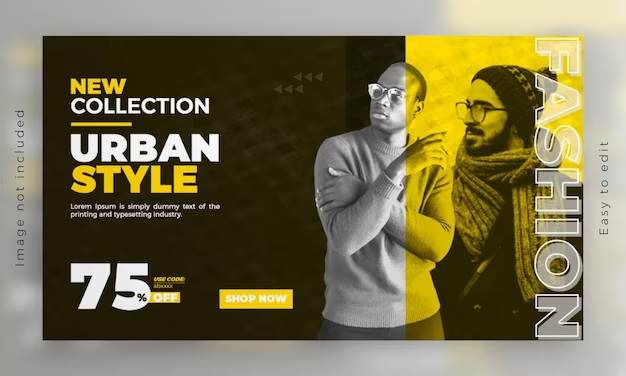 Image not included
NEW
COLLECTION
URBAN
STYLE
Lorem Ipsum is simply dummy text of the
printing and typesetting industry.
75%
USE CODE:
abxxxx
OFF
SHOP NOW
FASHION
Easy to edit